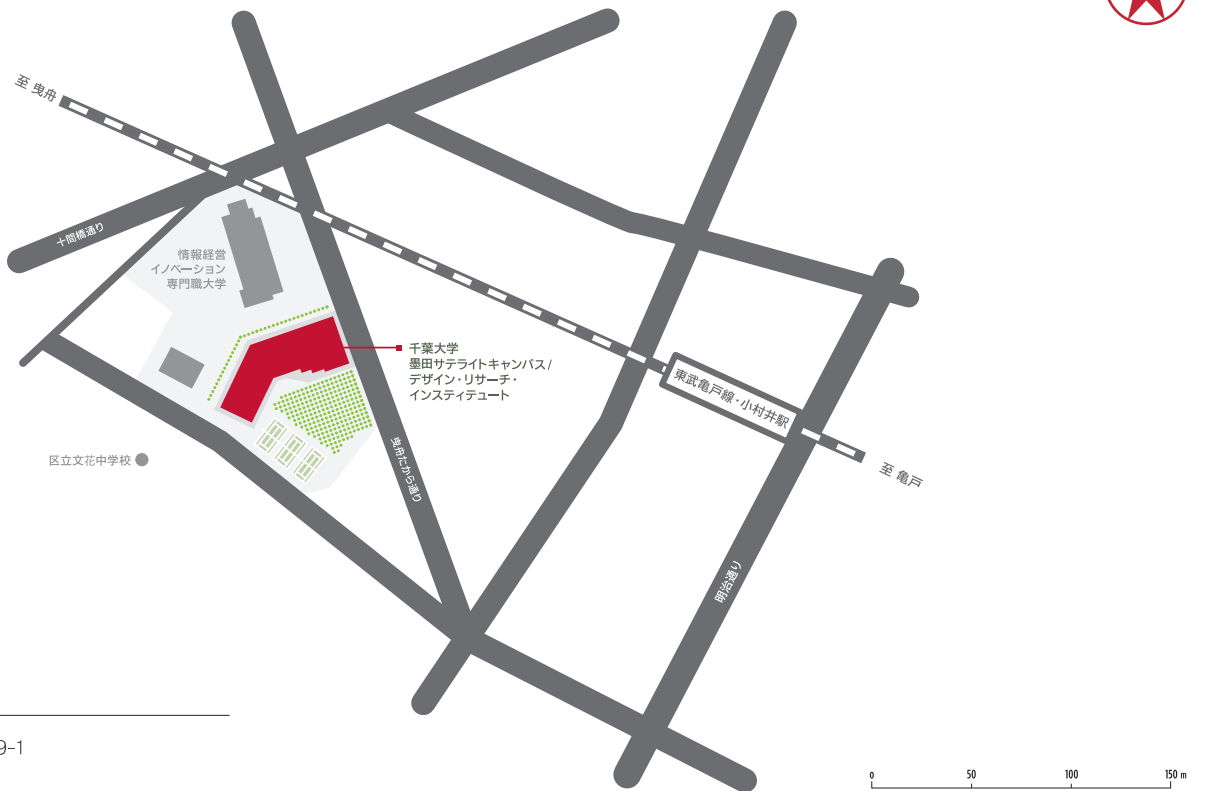 至 曳舟
十間橋通り
情報経営
イノベーション
専門職大学
千葉大学
墨田サテライトキャンパス/
デザイン・リサーチ・
インスティテュート
東武亀戸線・小村井駅
区立文花中学校
曳舟たから通り
至 亀戸
明治通り
9-1
0 50 100 150 m